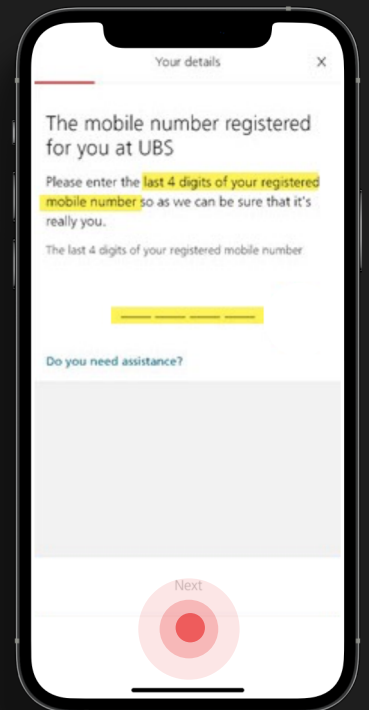 Your details X
The mobile number registered
for you at UBS
Please enter the last 4 digits of your registered
mobile number so as we can be sure that it's
really you.
The last 4 digits of your registered mobile number
Do you need assistance?
Next